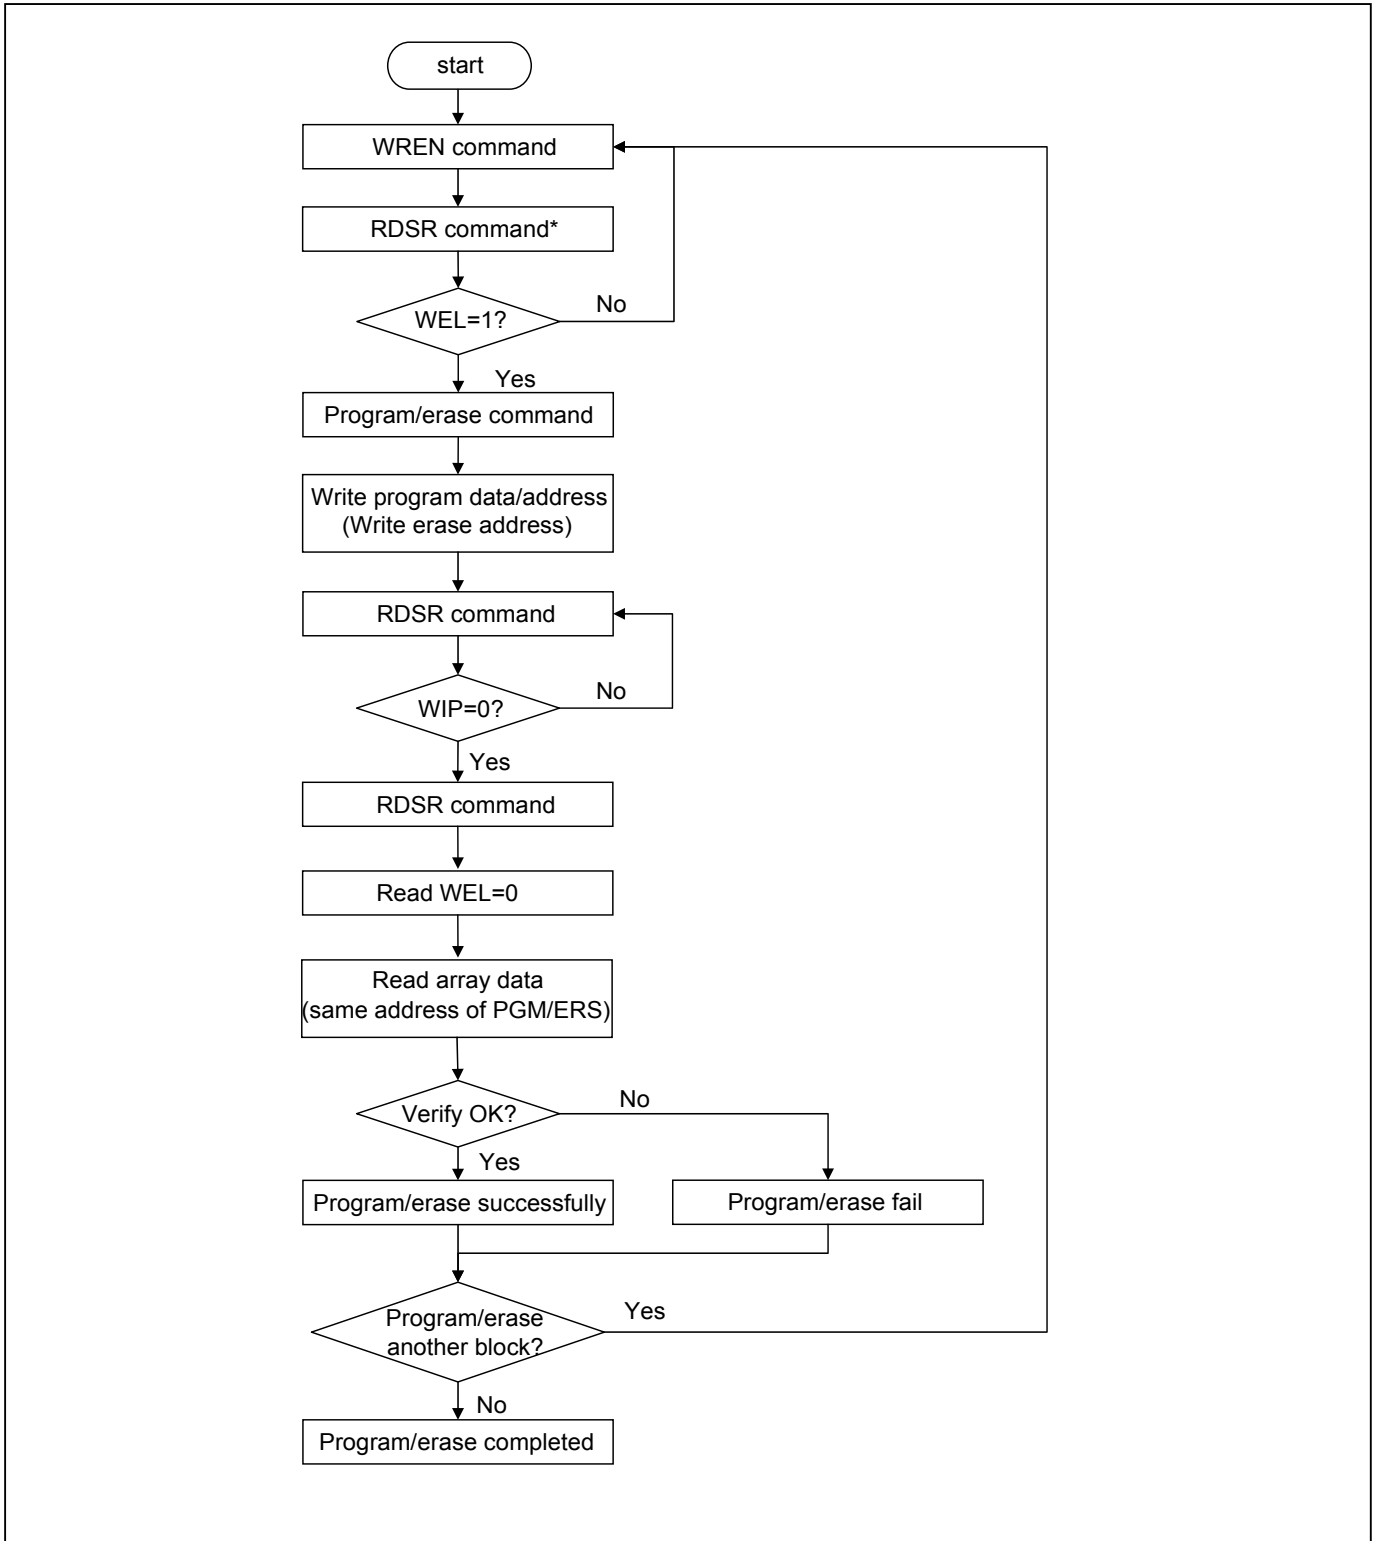 start
WREN command
RDSR command*
WEL=1?
No
Yes
Program/erase command
Write program data/address
(Write erase address)
RDSR command
WIP=0?
No
Yes
RDSR command
Read WEL=0
Read array data
(same address of PGM/ERS)
Verify OK?
No
Yes
Program/erase successfully
Program/erase fail
Program/erase
another block?
Yes
No
Program/erase completed